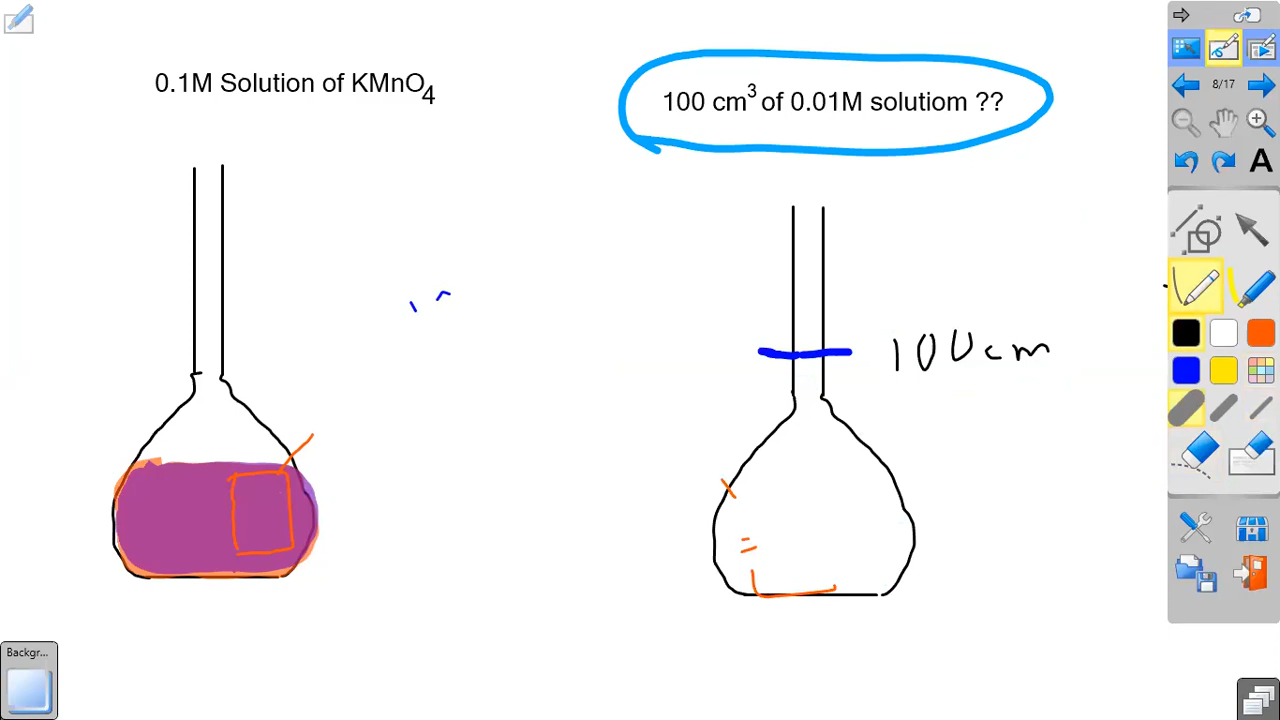 0.1M Solution of KMnO4
100 cm3 of 0.01M solutiom ??
100cm
8/17
A
Backgr...